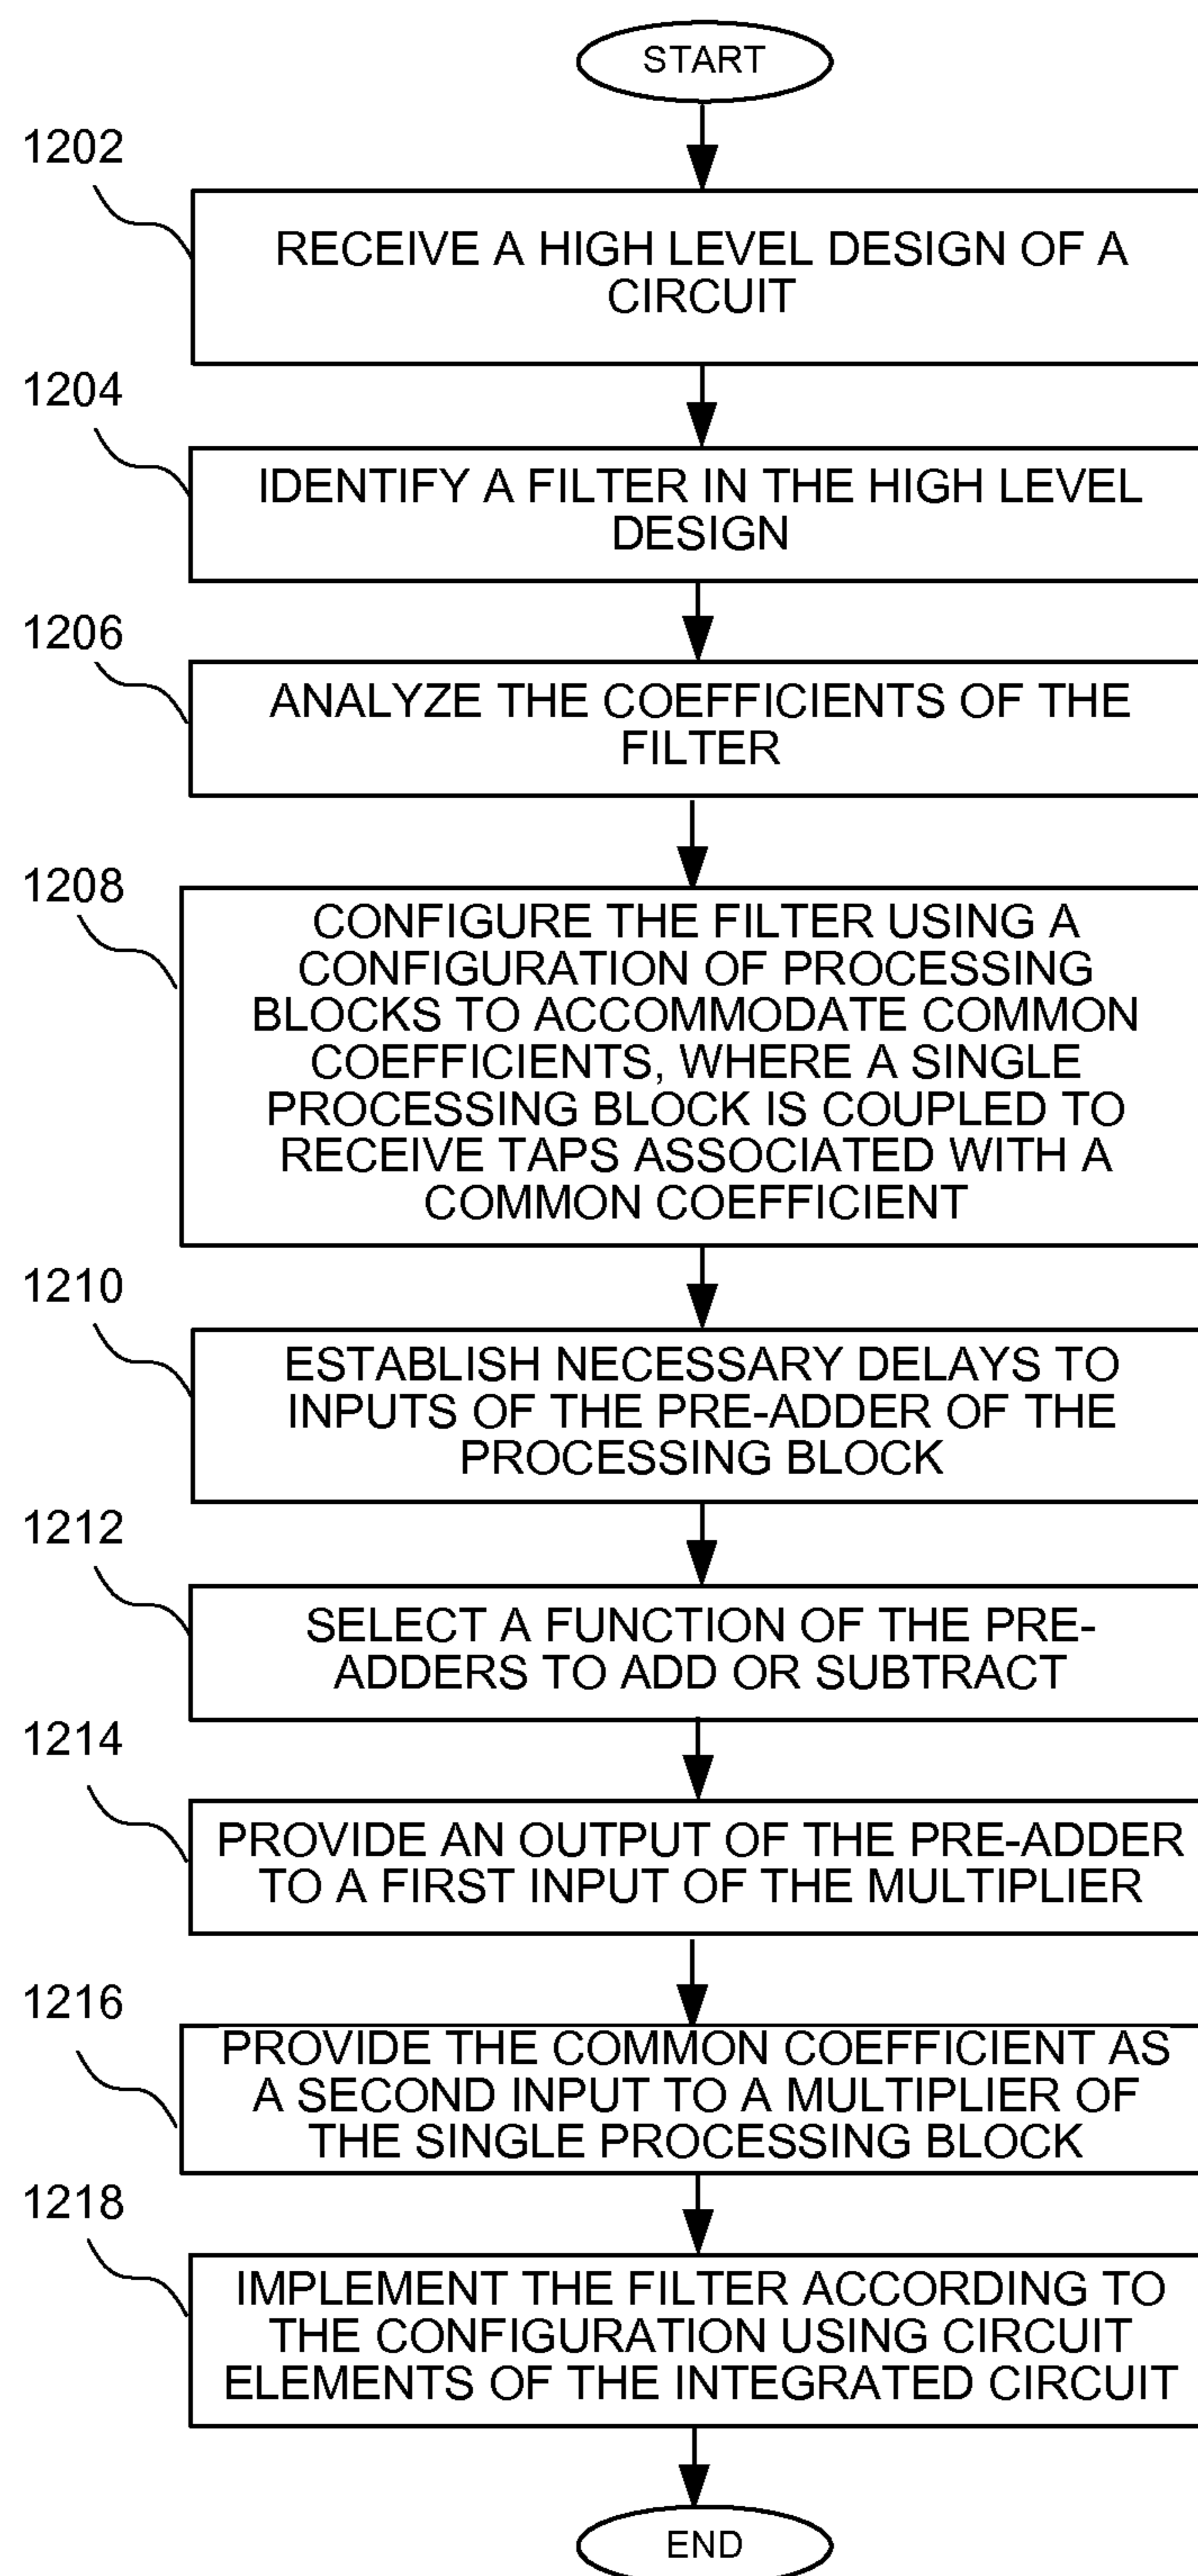 START
1202
RECEIVE A HIGH LEVEL DESIGN OF A
CIRCUIT
1204
IDENTIFY A FILTER IN THE HIGH LEVEL
DESIGN
1206
ANALYZE THE COEFFICIENTS OF THE
FILTER
1208
CONFIGURE THE FILTER USING A
CONFIGURATION OF PROCESSING
BLOCKS TO ACCOMMODATE COMMON
COEFFICIENTS, WHERE A SINGLE
PROCESSING BLOCK IS COUPLED TO
RECEIVE TAPS ASSOCIATED WITH A
COMMON COEFFICIENT
1210
ESTABLISH NECESSARY DELAYS TO
INPUTS OF THE PRE-ADDER OF THE
PROCESSING BLOCK
1212
SELECT A FUNCTION OF THE PRE-
ADDERS TO ADD OR SUBTRACT
1214
PROVIDE AN OUTPUT OF THE PRE-ADDER
TO A FIRST INPUT OF THE MULTIPLIER
1216
PROVIDE THE COMMON COEFFICIENT AS
A SECOND INPUT TO A MULTIPLIER OF
THE SINGLE PROCESSING BLOCK
1218
IMPLEMENT THE FILTER ACCORDING TO
THE CONFIGURATION USING CIRCUIT
ELEMENTS OF THE INTEGRATED CIRCUIT
END